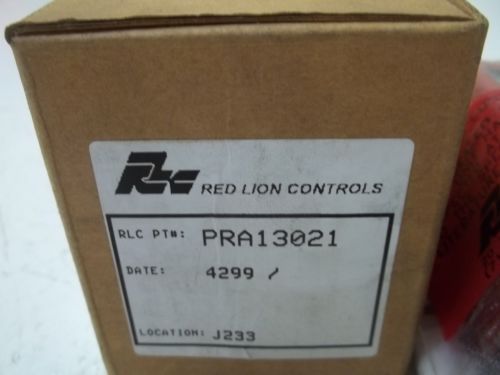 RLC RED LION CONTROLS
RLC PT#: PRA13021
DATE: 4299 /
LOCATION: J233